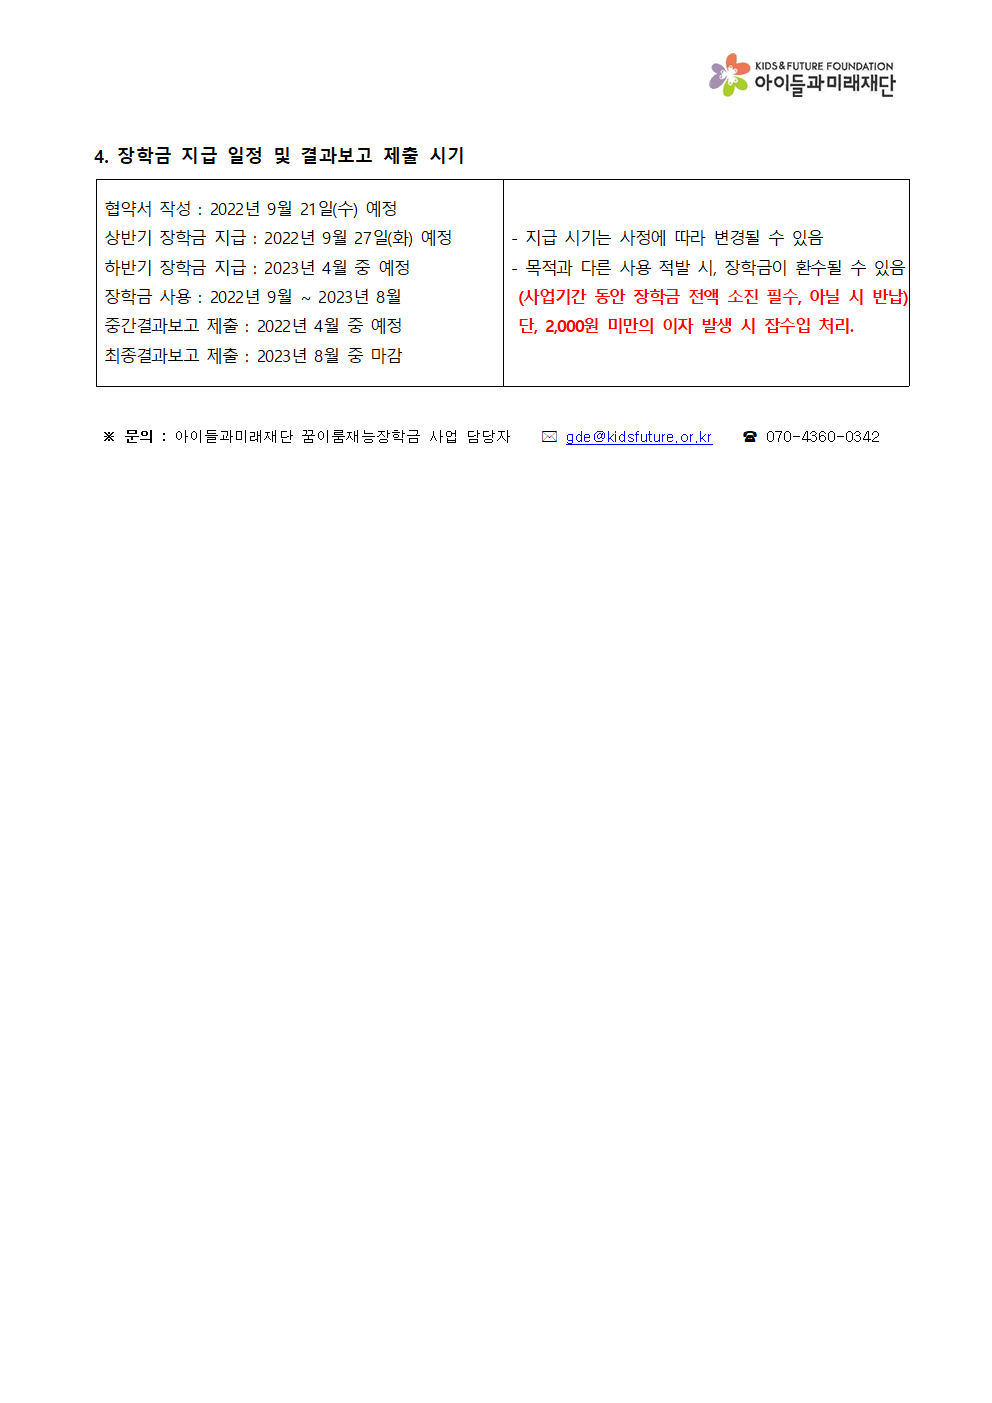 KIDS&FUTURE FOUNDATION
아이들과미래재단
4. 장학금 지급 일정 및 결과보고 제출 시기
협약서 작성 : 2022년 9월 21일(수) 예정
상반기 장학금 지급 : 2022년 9월 27일(화) 예정
하반기 장학금 지급 : 2023년 4월 중 예정
장학금 사용 : 2022년 9월 ~ 2023년 8월
중간결과보고 제출 : 2022년 4월 중 예정
최종결과보고 제출 : 2023년 8월 중 마감
- 지급 시기는 사정에 따라 변경될 수 있음
- 목적과 다른 사용 적발 시, 장학금이 환수될 수 있음
(사업기간 동안 장학금 전액 소진 필수, 아닐 시 반납)
단, 2,000원 미만의 이자 발생 시 잡수입 처리.
※ 문의 : 아이들과미래재단 꿈이룸재능장학금 사업 담당자 ✉ gde@kidsfuture.or.kr ☎ 070-4360-0342